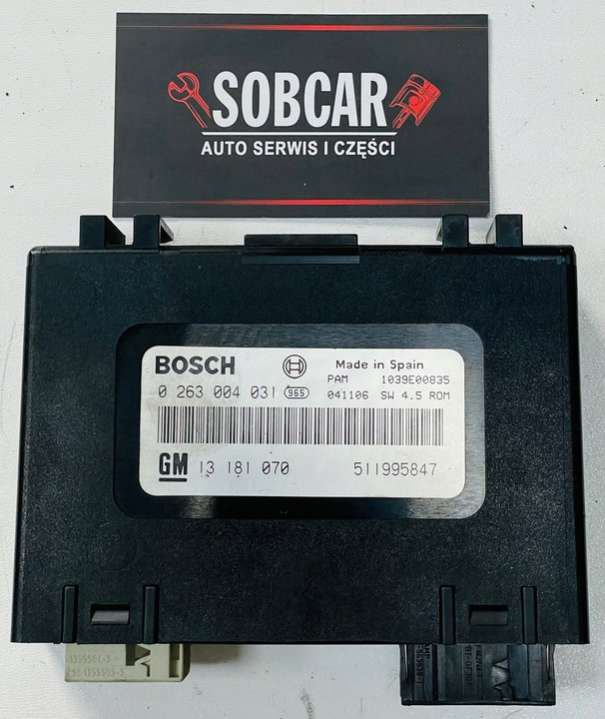 SOBCAR
AUTO SERWIS I CZĘŚCI
BOSCH
Made in Spain
0 263 004 031 965
PAM 1039E00835
041106 SW 4.5 ROM
GM 13 181 070 511995847